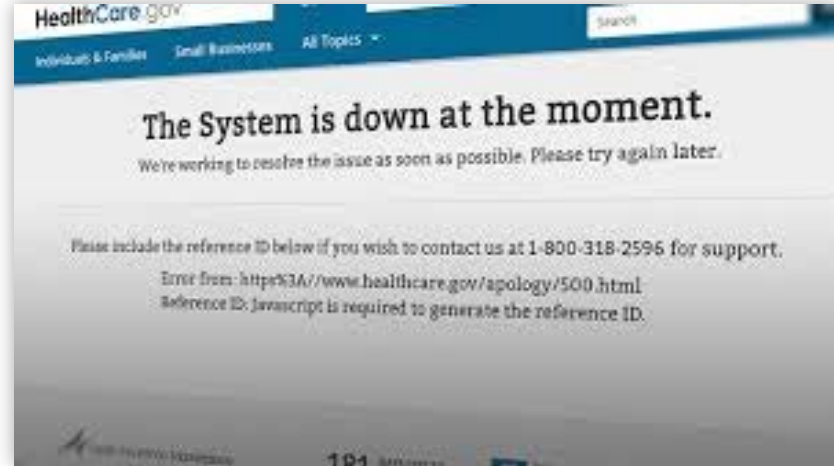 HealthCare.gov
Individuals & Families Small Businesses All Topics
Search
The System is down at the moment.
We're working to resolve the issue as soon as possible. Please try again later.
Please include the reference ID below if you wish to contact us at 1-800-318-2596 for support.
Error from: https%3A//www.healthcare.gov/apology/500.html
Reference ID: Javascript is required to generate the reference ID.